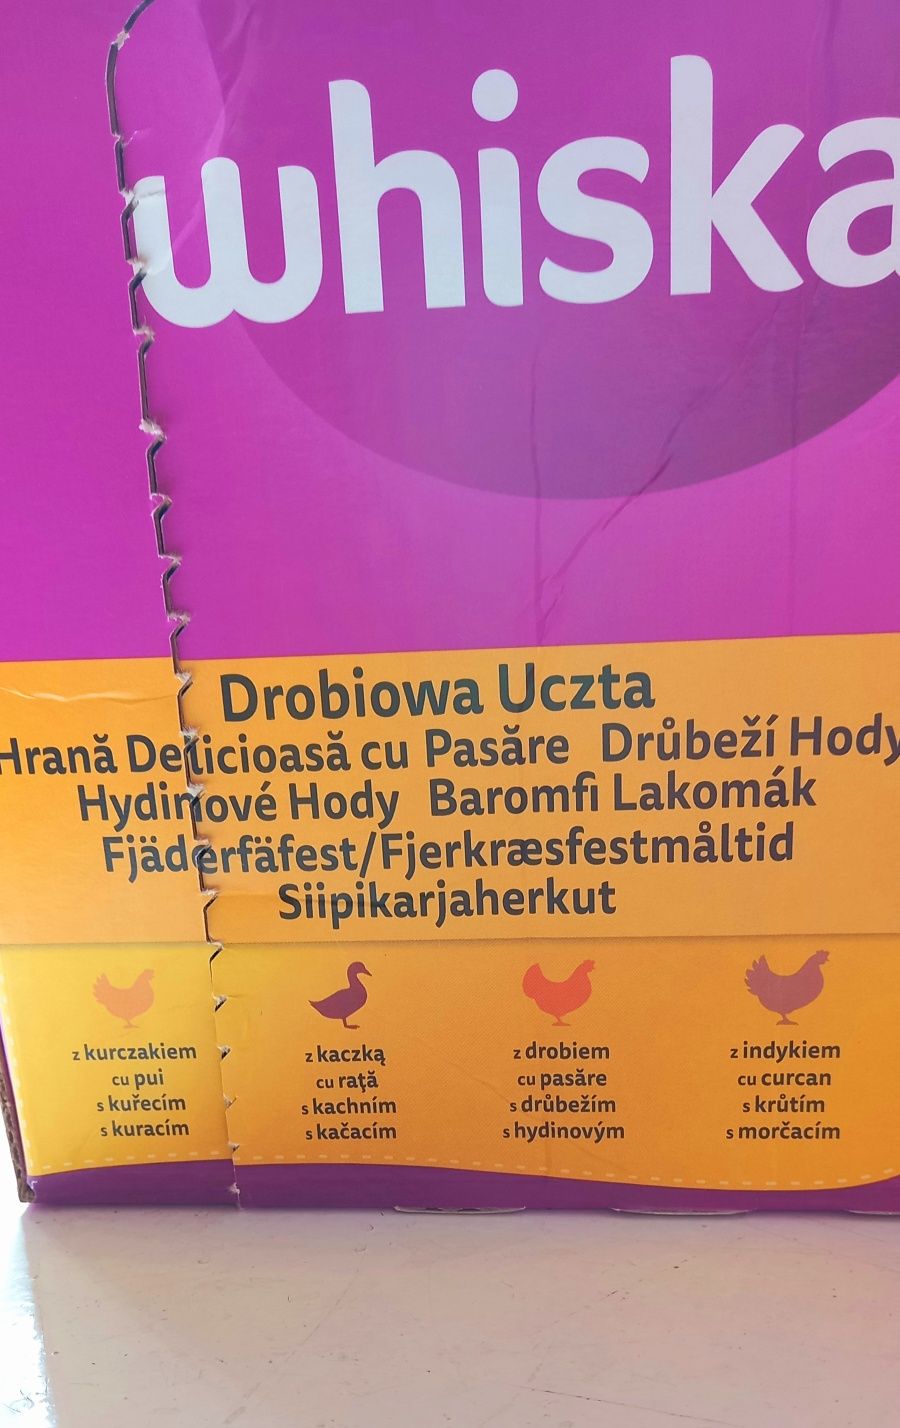 whiska
Drobiowa Uczta
Hrană Delicioasă cu Pasăre Drůbeží Hody
Hydinové Hody Baromfi Lakomák
Fjäderfäfest/Fjerkræsfestmåltid
Siipikarjaherkut
z kurczakiem
cu pui
s kuřecím
s kuracím
z kaczką
cu raţă
s kachním
s kačacím
z drobiem
cu pasăre
s drůbežím
s hydinovým
z indykiem
cu curcan
s krůtím
s morčacím